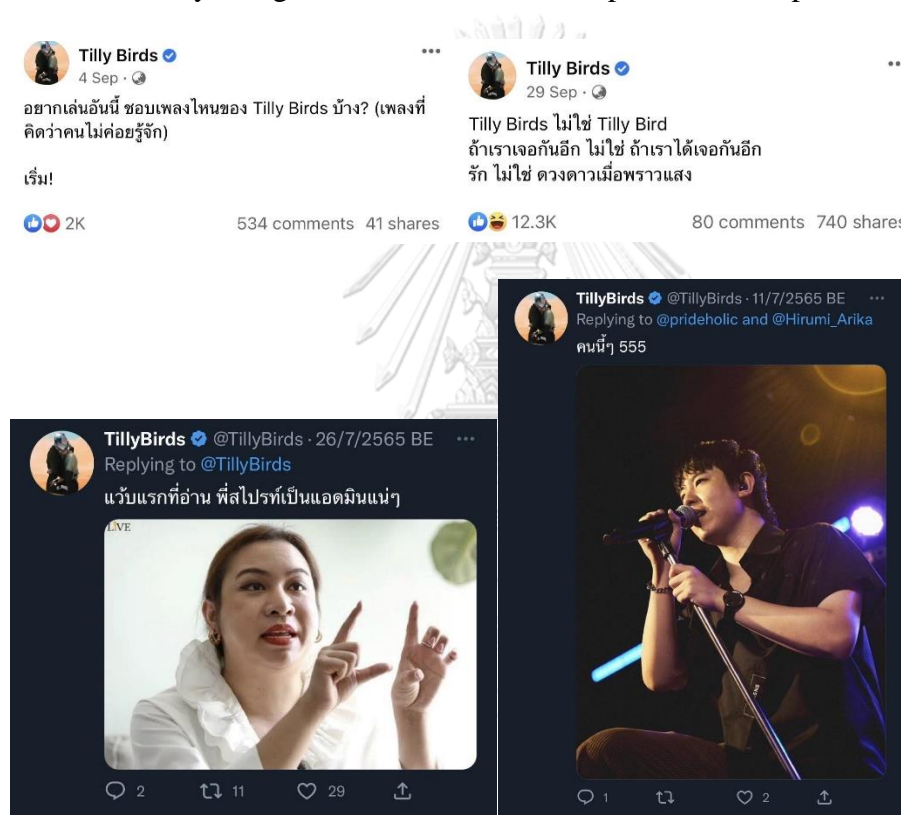 Tilly Birds
4 Sep
อยากเล่นอันนี้ ชอบเพลงไหนของ Tilly Birds บ้าง? (เพลงที่
คิดว่าคนไม่ค่อยรู้จัก)
เริ่ม!
2K 534 comments 41 shares
Tilly Birds
29 Sep
Tilly Birds ไม่ใช่ Tilly Bird
ถ้าเราเจอกันอีก ไม่ใช่ ถ้าเราได้เจอกันอีก
รัก ไม่ใช่ ดวงดาวเมื่อพราวแสง
12.3K 80 comments 740 shares
TillyBirds @TillyBirds · 26/7/2565 BE
Replying to @TillyBirds
แว้บแรกที่อ่าน พี่สไปรท์เป็นแอดมินแน่ๆ
LIVE
2 11 29
TillyBirds @TillyBirds · 11/7/2565 BE
Replying to @prideholic and @Hirumi_Arika
คนนี้ๆ 555
1 2